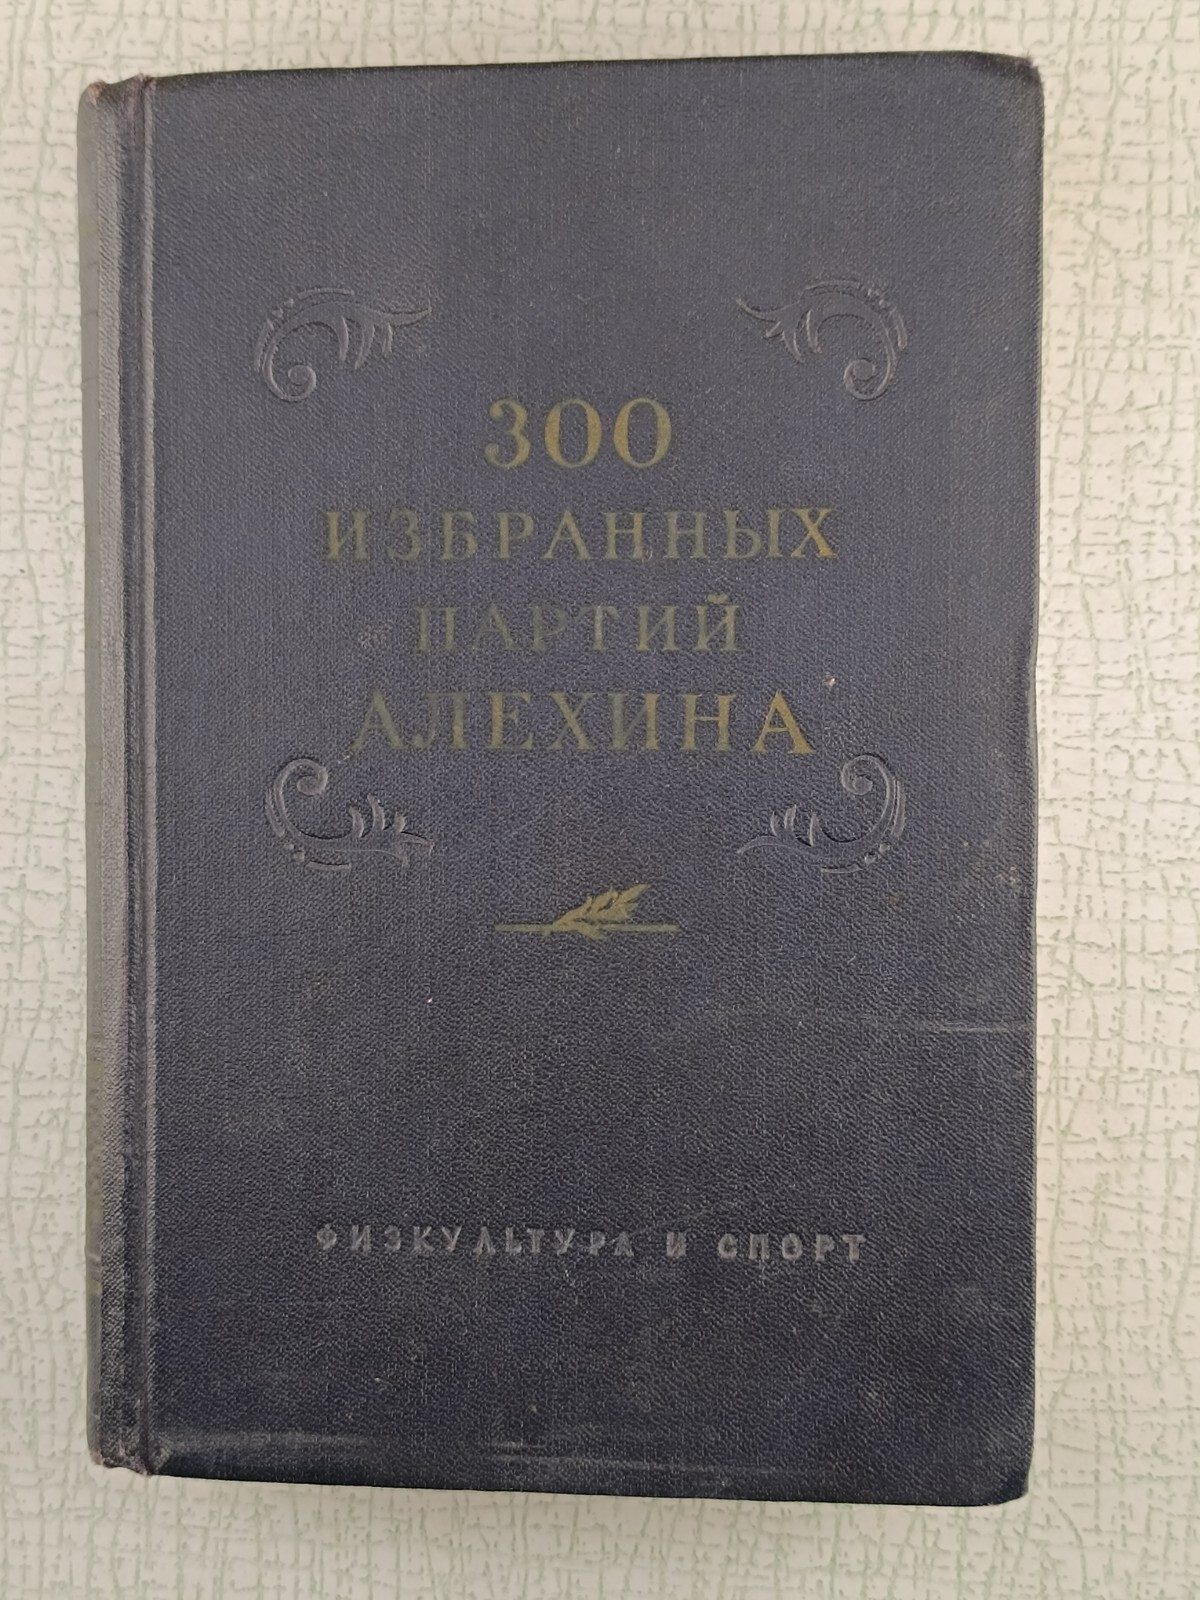 300
ИЗБРАННЫХ
ПАРТИЙ
АЛЕХИНА
ФИЗКУЛЬТУРА И СПОРТ